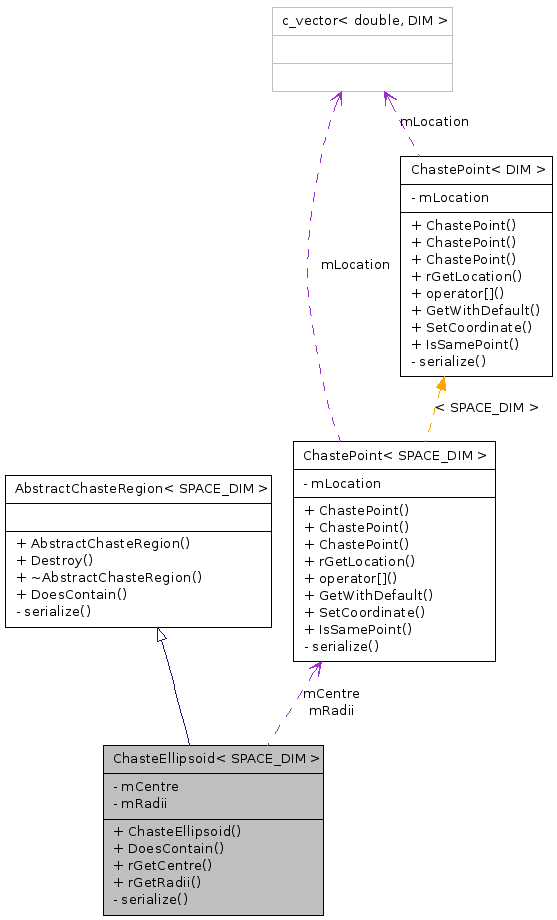 c_vector< double, DIM >
mLocation
ChastePoint< DIM >
- mLocation
+ ChastePoint()
+ ChastePoint()
+ ChastePoint()
+ rGetLocation()
+ operator[]()
+ GetWithDefault()
+ SetCoordinate()
+ IsSamePoint()
- serialize()
mLocation
< SPACE_DIM >
ChastePoint< SPACE_DIM >
- mLocation
+ ChastePoint()
+ ChastePoint()
+ ChastePoint()
+ rGetLocation()
+ operator[]()
+ GetWithDefault()
+ SetCoordinate()
+ IsSamePoint()
- serialize()
AbstractChasteRegion< SPACE_DIM >
+ AbstractChasteRegion()
+ Destroy()
+ ~AbstractChasteRegion()
+ DoesContain()
- serialize()
mCentre
mRadii
ChasteEllipsoid< SPACE_DIM >
- mCentre
- mRadii
+ ChasteEllipsoid()
+ DoesContain()
+ rGetCentre()
+ rGetRadii()
- serialize()